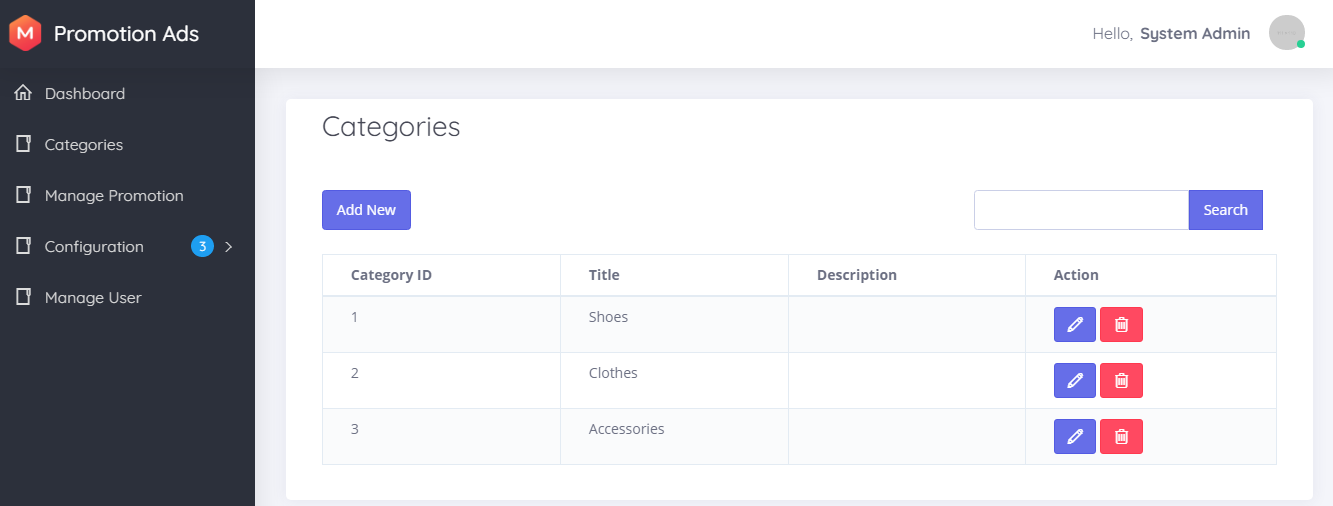 M Promotion Ads
Hello, System Admin
Dashboard
Categories
Manage Promotion
Configuration 3
Manage User
Categories
Add New
Search
Category ID Title Description Action
1 Shoes
2 Clothes
3 Accessories